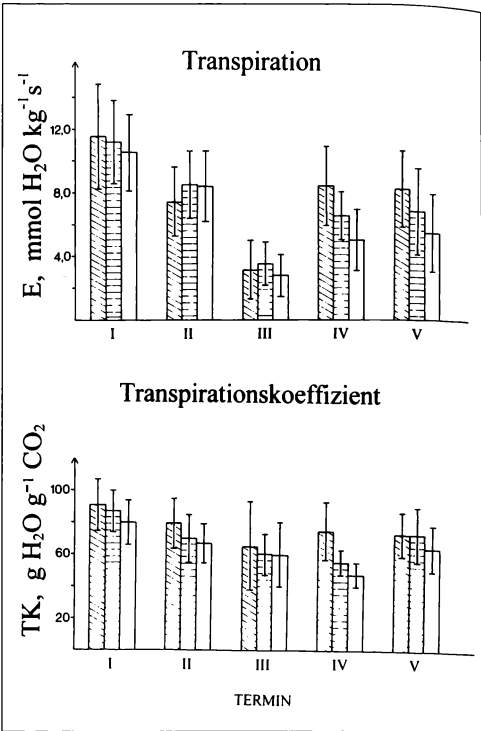 Transpiration
E, mmol H₂O kg⁻¹ s⁻¹
12,0
8,0
4,0
I II III IV V
Transpirationskoeffizient
TK, g H₂O g⁻¹ CO₂
100
60
20
I II III IV V
TERMIN